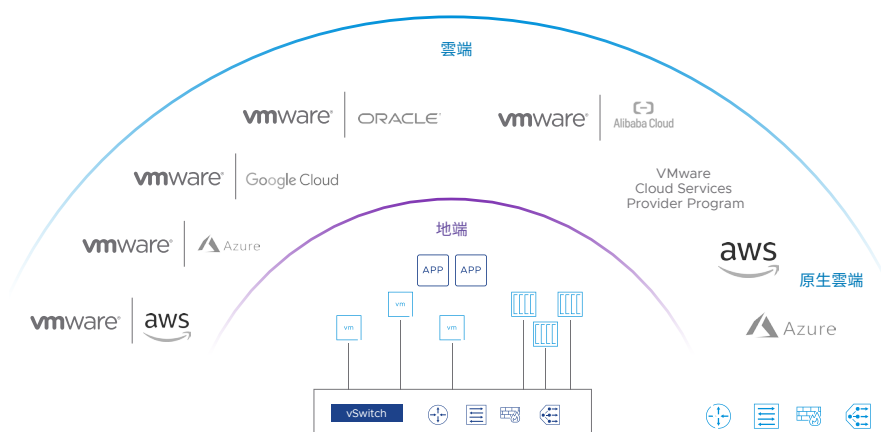 雲端
vmware® ORACLE®
vmware® Alibaba Cloud
vmware® Google Cloud
VMware
Cloud Services
Provider Program
地端
vmware® Azure
aws
原生雲端
APP APP
vm
vm
vm
vmware® aws
Azure
vSwitch